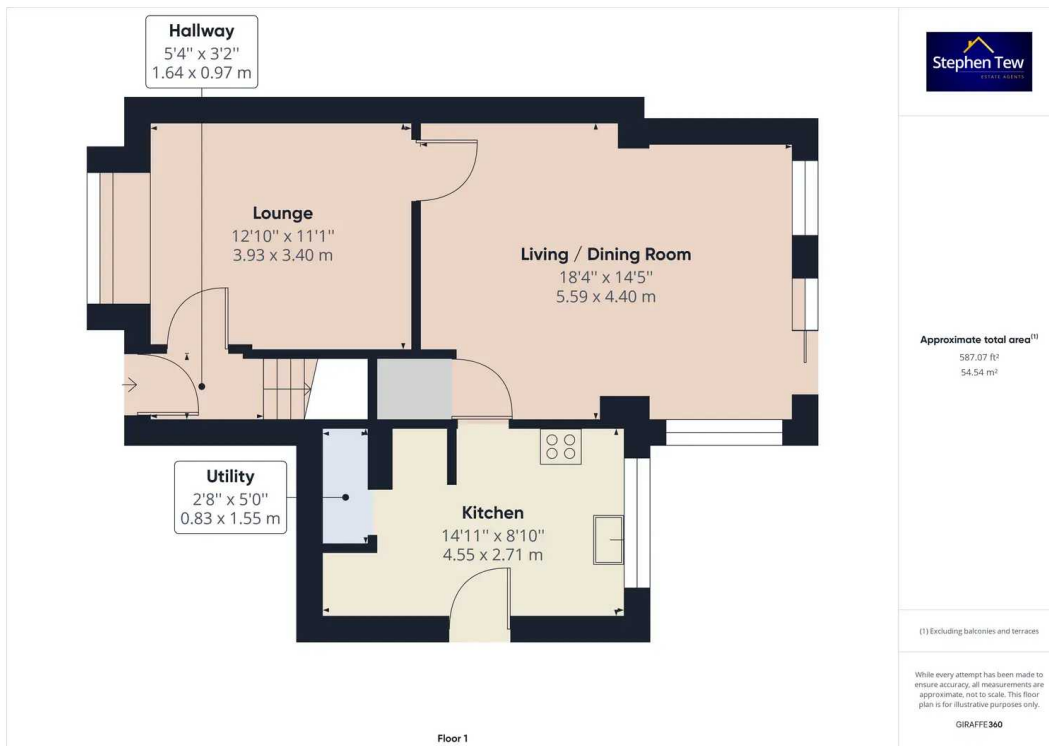 Hallway
5'4'' x 3'2''
1.64 x 0.97 m
Lounge
12'10'' x 11'1''
3.93 x 3.40 m
Living / Dining Room
18'4'' x 14'5''
5.59 x 4.40 m
Utility
2'8'' x 5'0''
0.83 x 1.55 m
Kitchen
14'11'' x 8'10''
4.55 x 2.71 m
Floor 1
Stephen Tew
ESTATE AGENTS
Approximate total area(1)
587.07 ft²
54.54 m²
(1) Excluding balconies and terraces
While every attempt has been made to
ensure accuracy, all measurements are
approximate, not to scale. This floor
plan is for illustrative purposes only.
GIRAFFE360